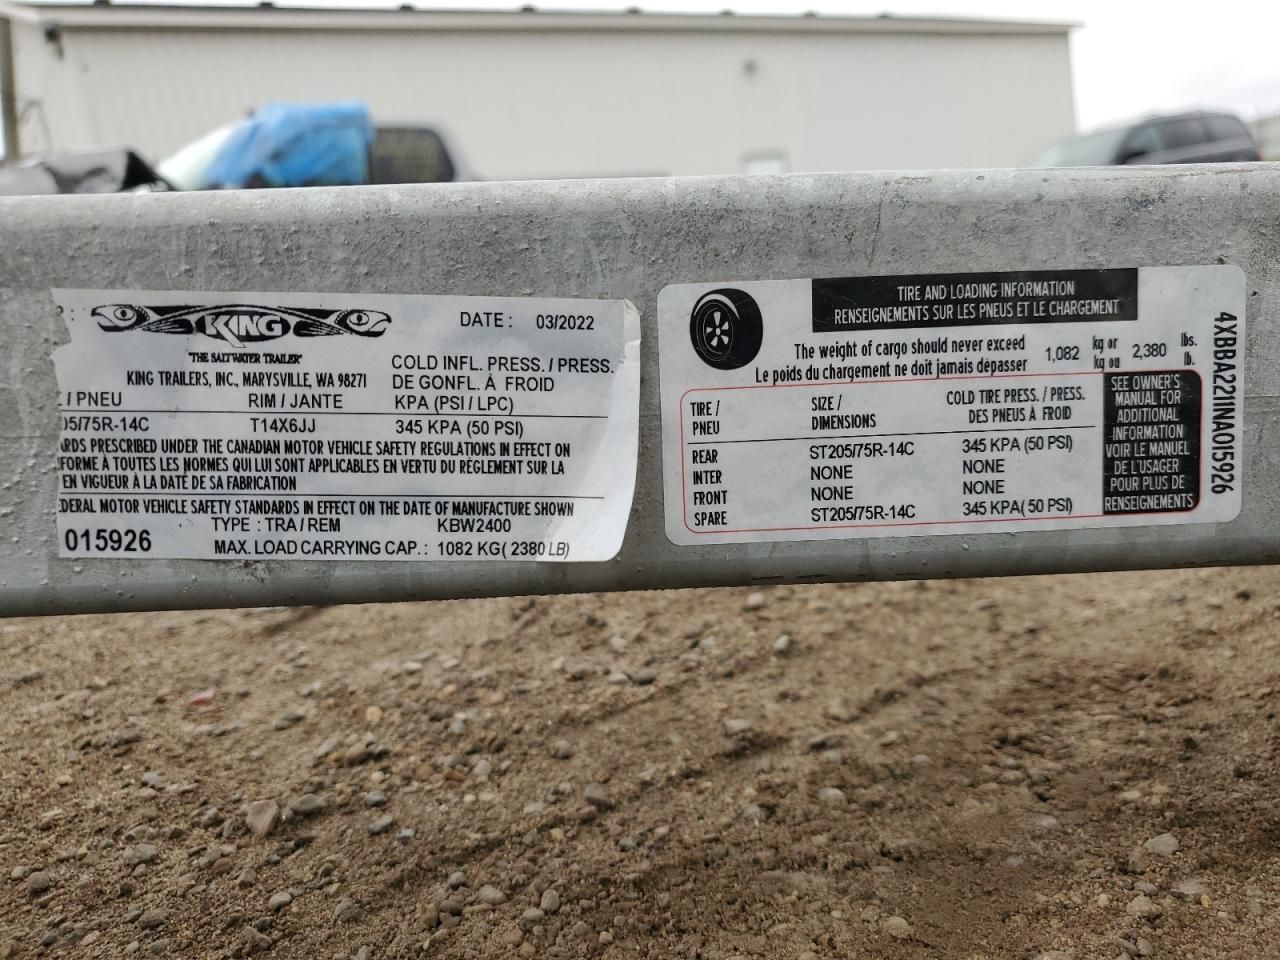 KING
DATE : 03/2022
"THE SALTWATER TRAILER"
KING TRAILERS, INC., MARYSVILLE, WA 98271
COLD INFL. PRESS. / PRESS.
DE GONFL. À FROID
/ PNEU RIM / JANTE KPA (PSI / LPC)
05/75R-14C T14X6JJ 345 KPA (50 PSI)
ARDS PRESCRIBED UNDER THE CANADIAN MOTOR VEHICLE SAFETY REGULATIONS IN EFFECT ON
FORME À TOUTES LES NORMES QUI LUI SONT APPLICABLES EN VERTU DU RÈGLEMENT SUR LA
EN VIGUEUR À LA DATE DE SA FABRICATION
EDERAL MOTOR VEHICLE SAFETY STANDARDS IN EFFECT ON THE DATE OF MANUFACTURE SHOWN
TYPE : TRA / REM KBW2400
015926 MAX. LOAD CARRYING CAP. : 1082 KG( 2380 LB)
TIRE AND LOADING INFORMATION
RENSEIGNEMENTS SUR LES PNEUS ET LE CHARGEMENT
The weight of cargo should never exceed 1,082 kg or 2,380 lbs.
Le poids du chargement ne doit jamais dépasser kg ou lb.
TIRE / SIZE / COLD TIRE PRESS. / PRESS.
PNEU DIMENSIONS DES PNEUS À FROID
REAR ST205/75R-14C 345 KPA (50 PSI)
INTER NONE NONE
FRONT NONE NONE
SPARE ST205/75R-14C 345 KPA( 50 PSI)
SEE OWNER'S
MANUAL FOR
ADDITIONAL
INFORMATION
VOIR LE MANUEL
DE L'USAGER
POUR PLUS DE
RENSEIGNEMENTS
4XBBA2211NA015926